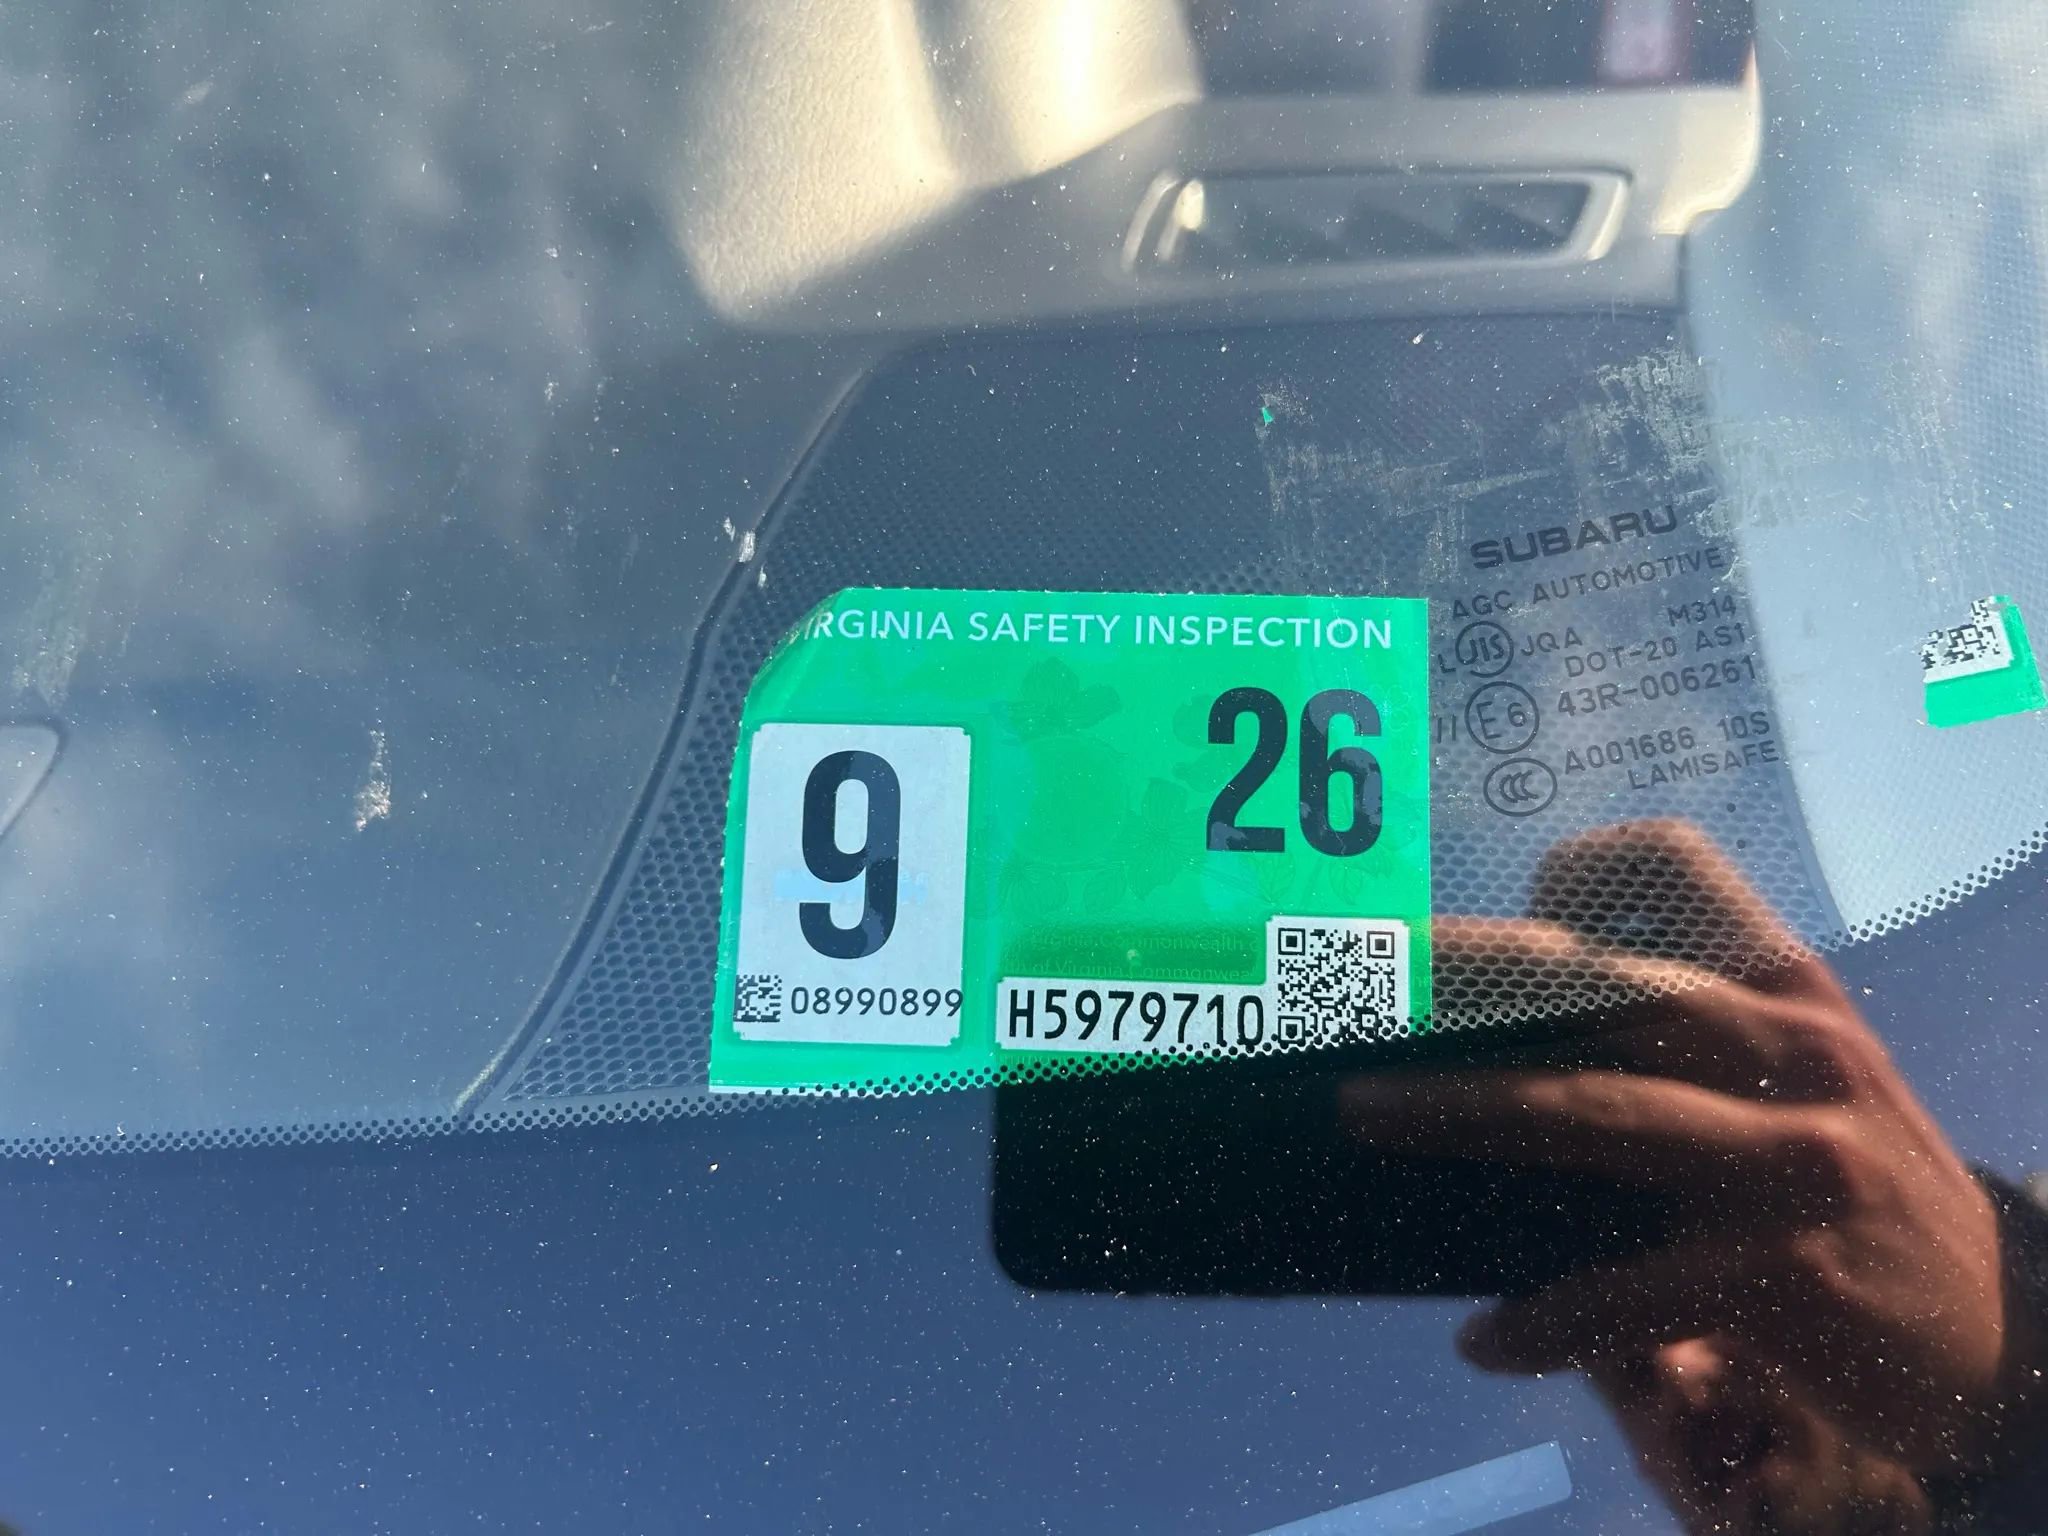 VIRGINIA SAFETY INSPECTION
9
26
08990899
H5979710
SUBARU
AGC AUTOMOTIVE
M314
JIS JQA
DOT-20 AS1
E6 43R-006261
CCC A001686 10S
LAMISAFE